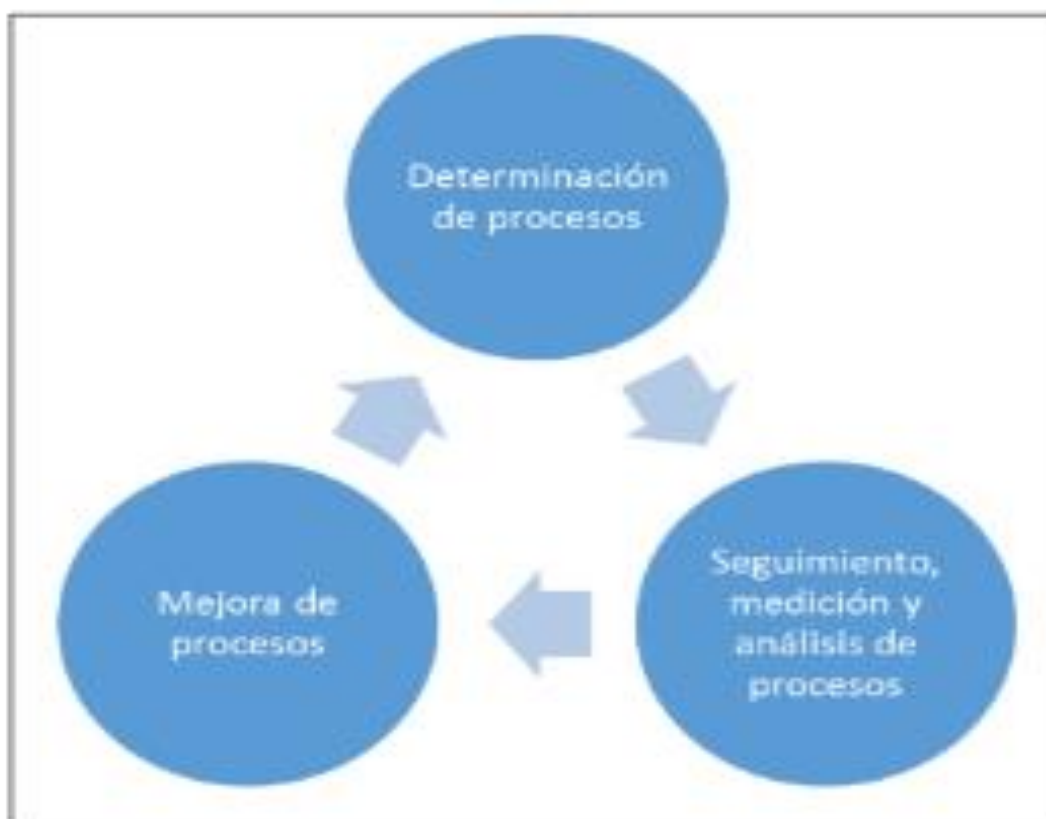 Determinación
de procesos
Seguimiento,
medición y
análisis de
procesos
Mejora de
procesos